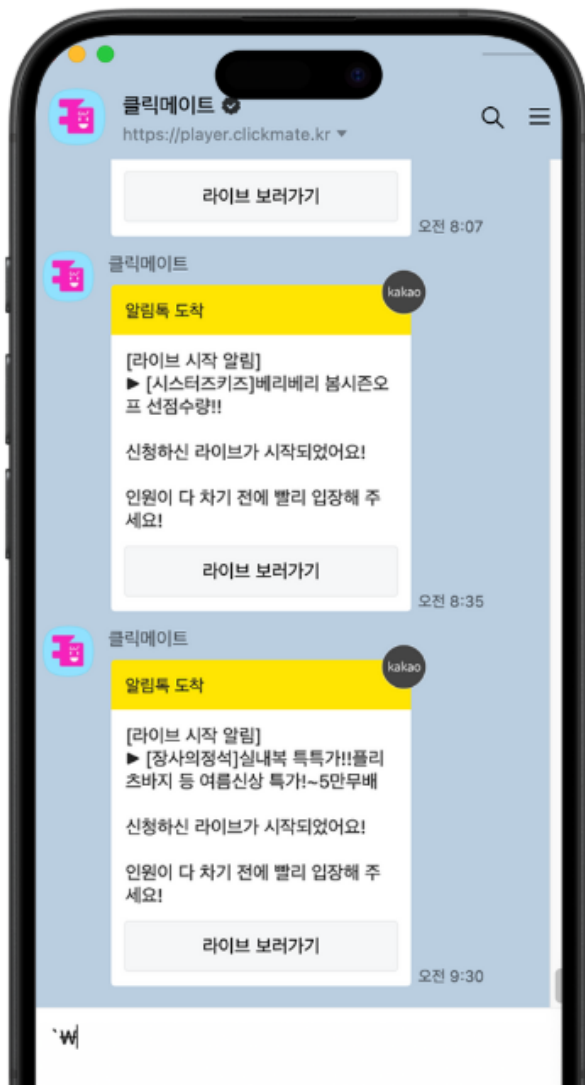 클릭메이트
https://player.clickmate.kr
라이브 보러가기
오전 8:07
클릭메이트
kakao
알림톡 도착
[라이브 시작 알림]
▶ [시스터즈키즈]베리베리 봄시즌오
프 선점수량!!
신청하신 라이브가 시작되었어요!
인원이 다 차기 전에 빨리 입장해 주
세요!
라이브 보러가기
오전 8:35
클릭메이트
kakao
알림톡 도착
[라이브 시작 알림]
▶ [장사의정석]실내복 특특가!!플리
츠바지 등 여름신상 특가!~5만무배
신청하신 라이브가 시작되었어요!
인원이 다 차기 전에 빨리 입장해 주
세요!
라이브 보러가기
오전 9:30
`₩